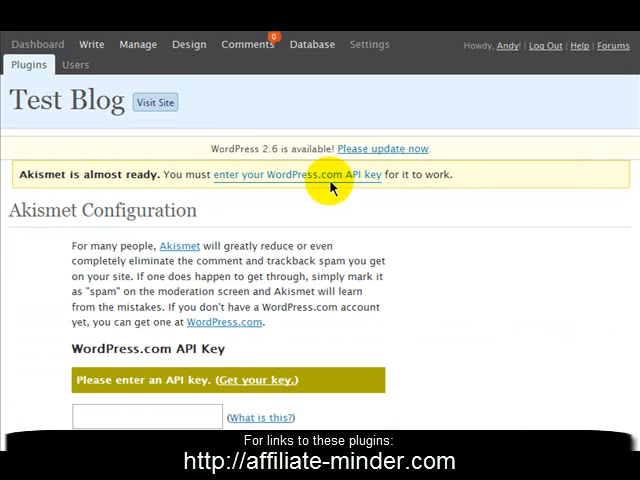 Dashboard Write Manage Design Comments 0 Database Settings Howdy, Andy! | Log Out | Help | Forums
Plugins Users
Test Blog Visit Site
WordPress 2.6 is available! Please update now.
Akismet is almost ready. You must enter your WordPress.com API key for it to work.
Akismet Configuration
For many people, Akismet will greatly reduce or even
completely eliminate the comment and trackback spam you get
on your site. If one does happen to get through, simply mark it
as "spam" on the moderation screen and Akismet will learn
from the mistakes. If you don't have a WordPress.com account
yet, you can get one at WordPress.com.
WordPress.com API Key
Please enter an API key. (Get your key.)
(What is this?)
For links to these plugins:
http://affiliate-minder.com